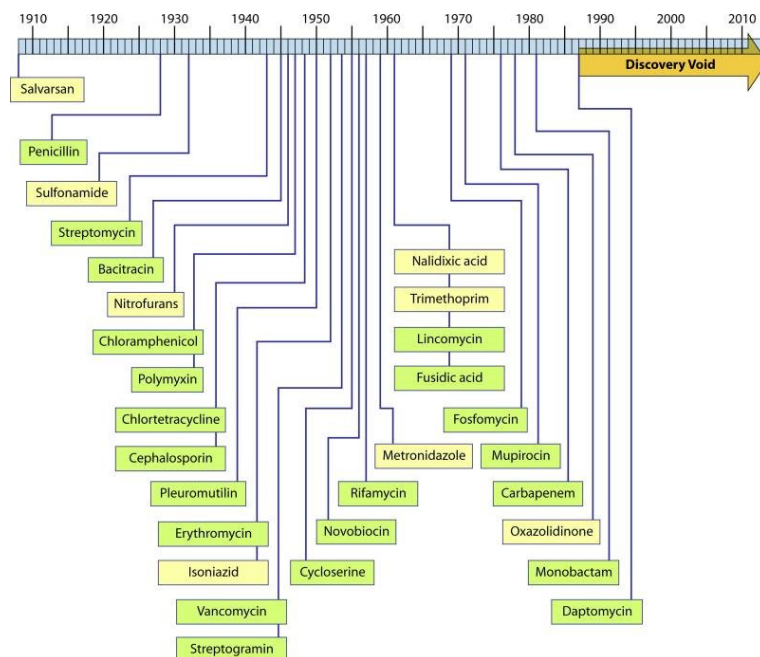 1910 1920 1930 1940 1950 1960 1970 1980 1990 2000 2010
Discovery Void
Salvarsan
Penicillin
Sulfonamide
Streptomycin
Bacitracin
Nitrofurans
Chloramphenicol
Polymyxin
Chlortetracycline
Cephalosporin
Pleuromutilin
Erythromycin
Isoniazid
Vancomycin
Streptogramin
Cycloserine
Novobiocin
Rifamycin
Metronidazole
Nalidixic acid
Trimethoprim
Lincomycin
Fusidic acid
Fosfomycin
Mupirocin
Carbapenem
Oxazolidinone
Monobactam
Daptomycin